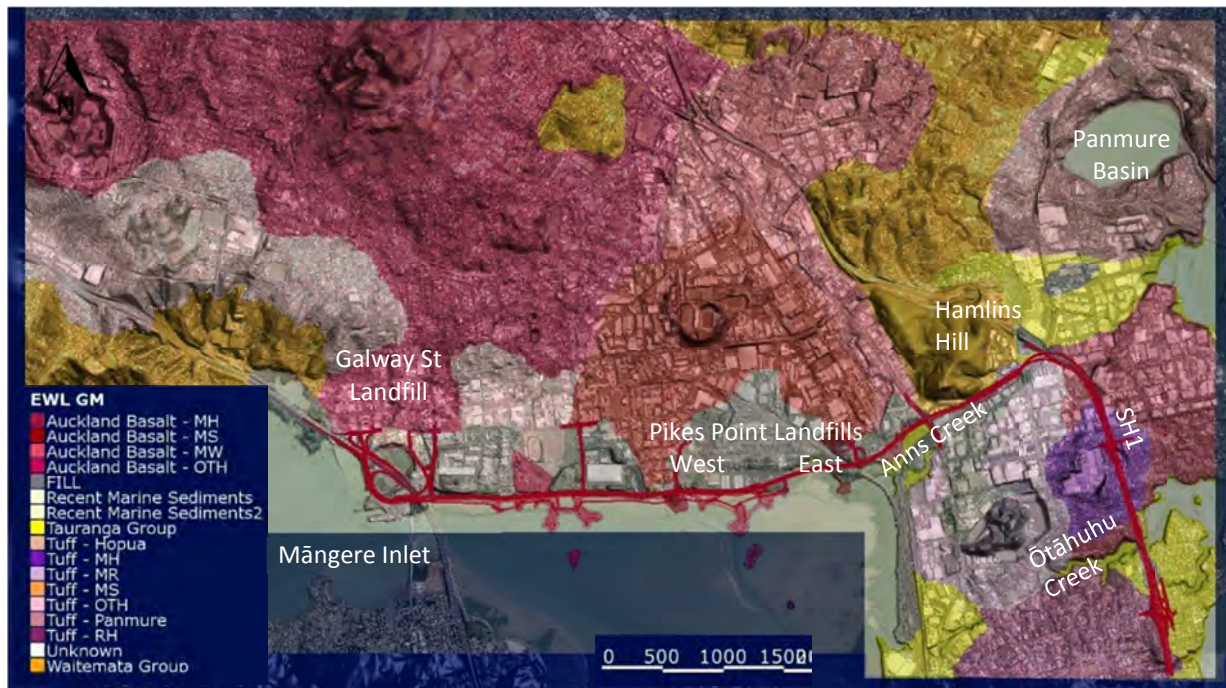 N
Panmure
Basin
Hamlins
Hill
Galway St
Landfill
Pikes Point Landfills
West East
Anns Creek
SH1
Ōtāhuhu
Creek
Māngere Inlet
EWL GM
Auckland Basalt - MH
Auckland Basalt - MS
Auckland Basalt - MW
Auckland Basalt - OTH
FILL
Recent Marine Sediments
Recent Marine Sediments2
Tauranga Group
Tuff - Hopua
Tuff - MH
Tuff - MR
Tuff - MS
Tuff - OTH
Tuff - Panmure
Tuff - RH
Unknown
Waitemata Group
0 500 1000 1500